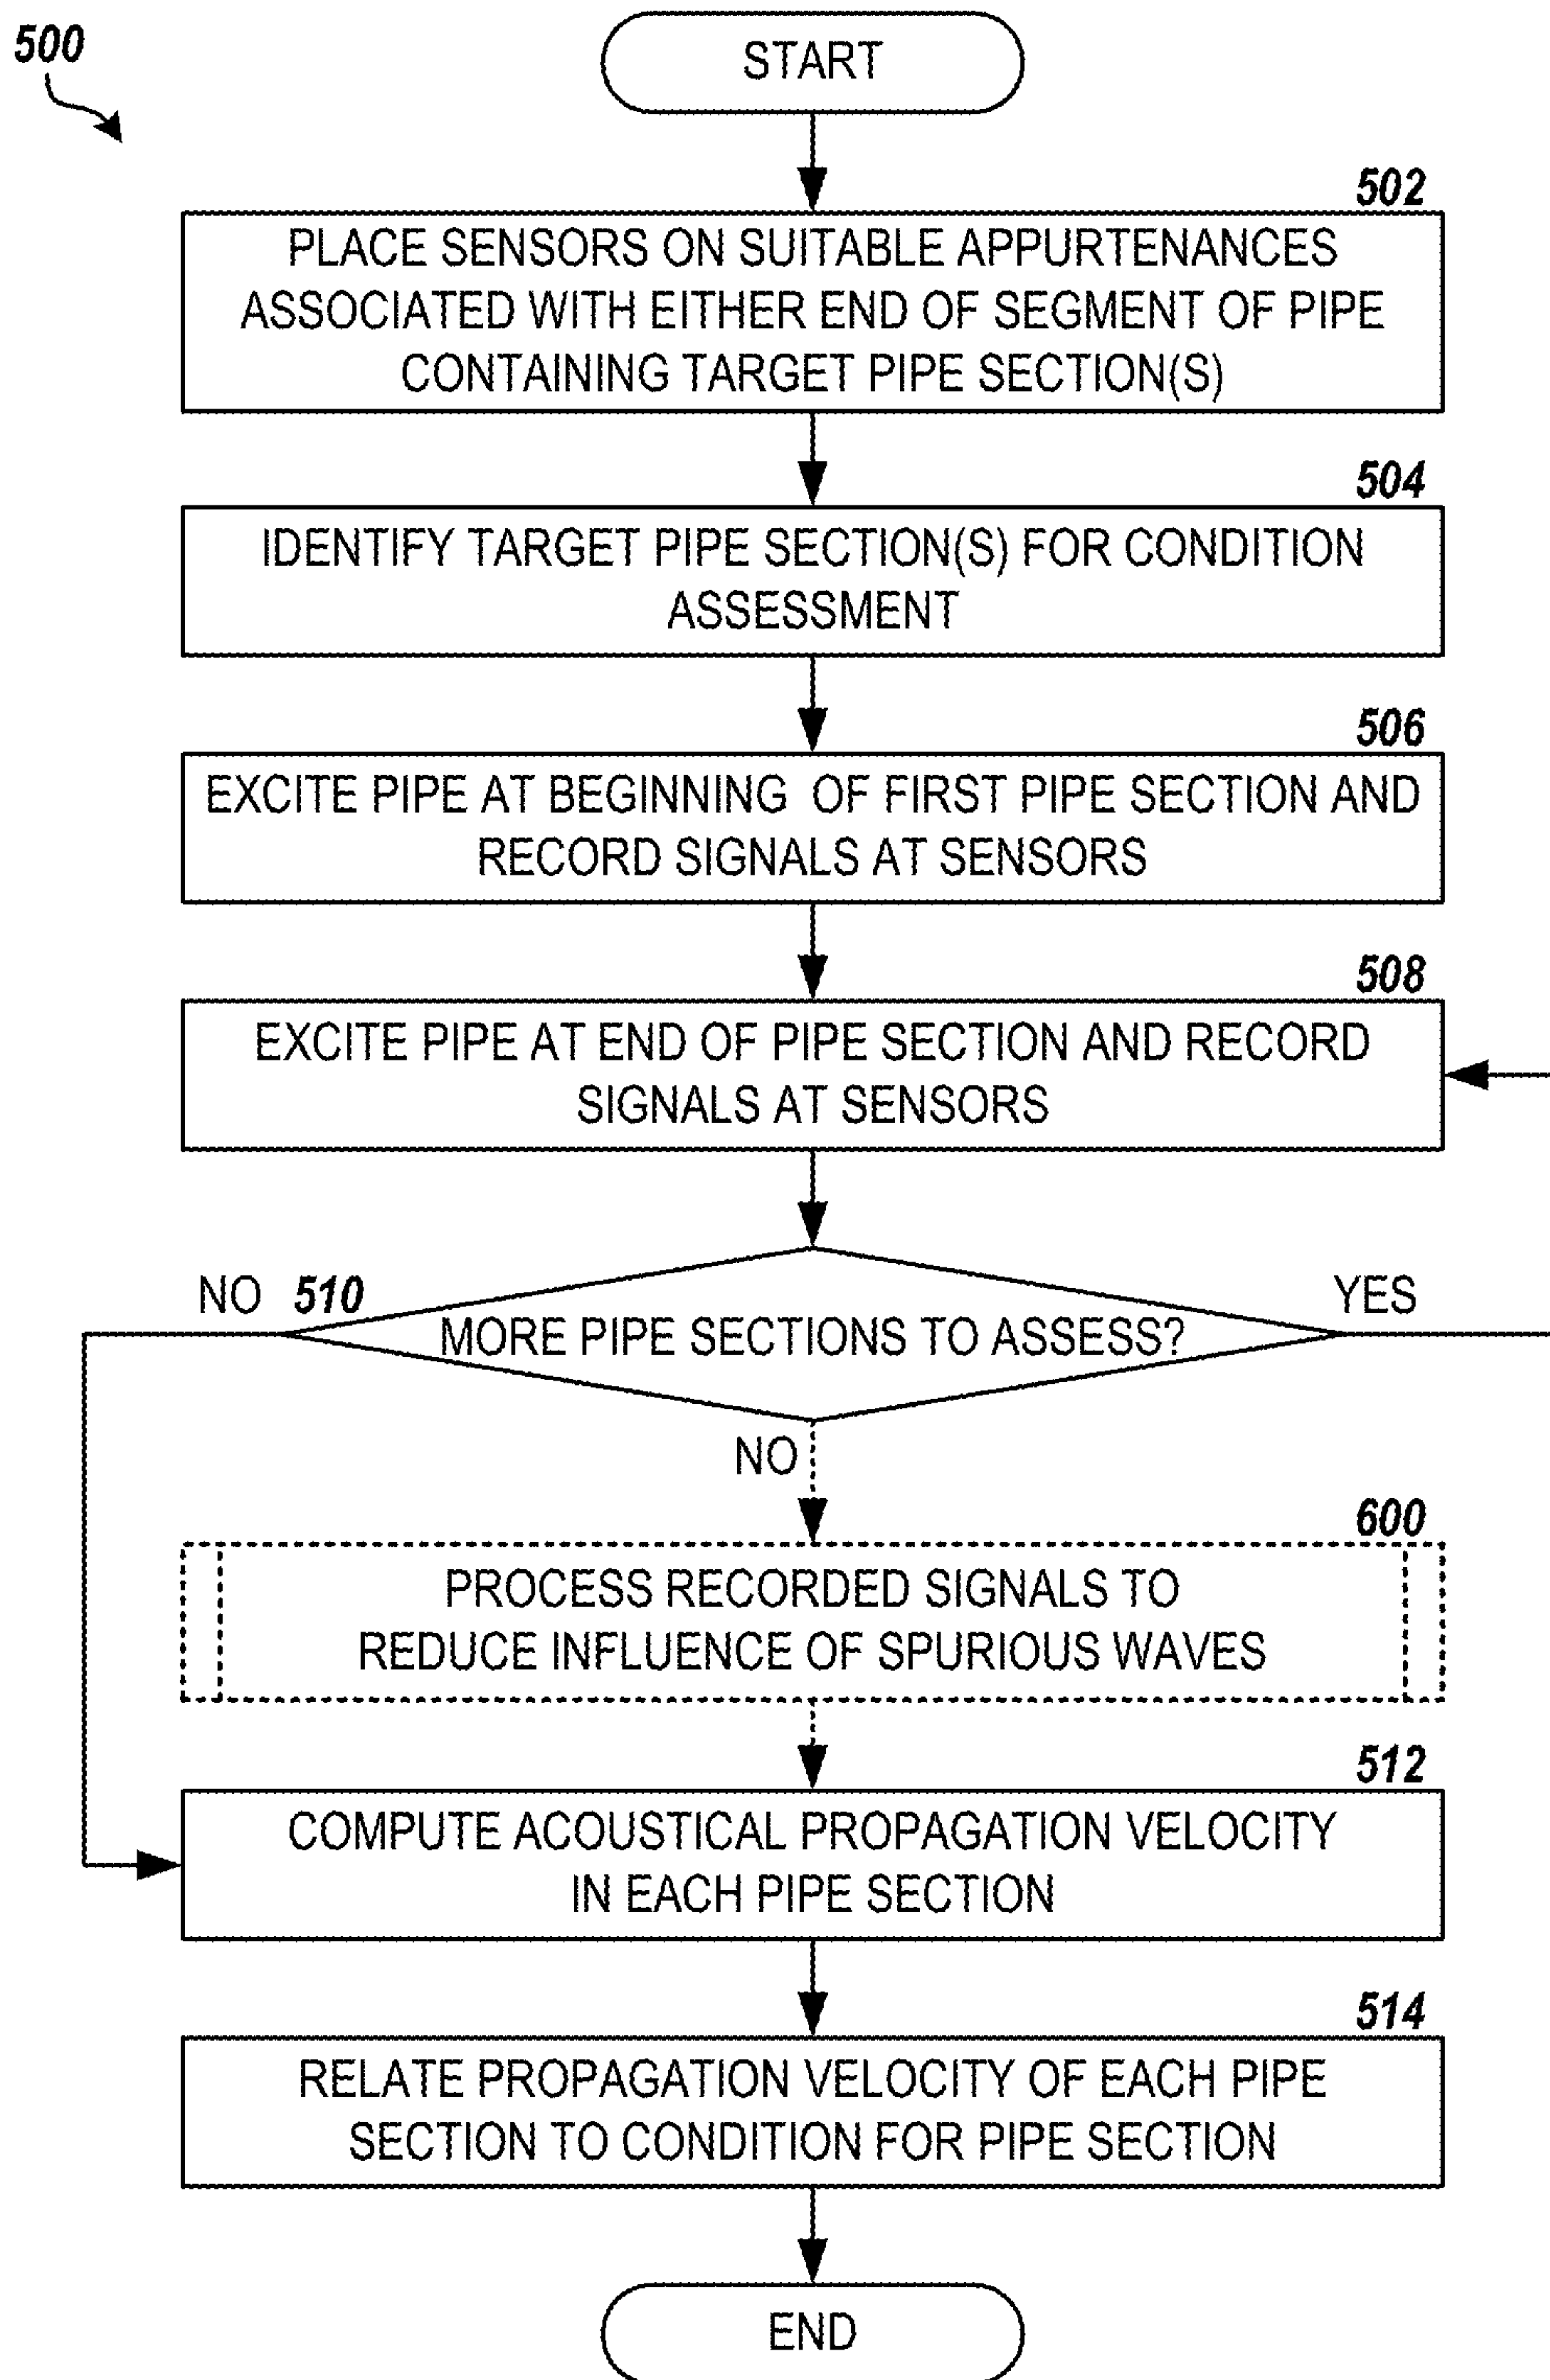 500
START
502
PLACE SENSORS ON SUITABLE APPURTENANCES
ASSOCIATED WITH EITHER END OF SEGMENT OF PIPE
CONTAINING TARGET PIPE SECTION(S)
504
IDENTIFY TARGET PIPE SECTION(S) FOR CONDITION
ASSESSMENT
506
EXCITE PIPE AT BEGINNING OF FIRST PIPE SECTION AND
RECORD SIGNALS AT SENSORS
508
EXCITE PIPE AT END OF PIPE SECTION AND RECORD
SIGNALS AT SENSORS
NO 510 YES
MORE PIPE SECTIONS TO ASSESS?
NO
600
PROCESS RECORDED SIGNALS TO
REDUCE INFLUENCE OF SPURIOUS WAVES
512
COMPUTE ACOUSTICAL PROPAGATION VELOCITY
IN EACH PIPE SECTION
514
RELATE PROPAGATION VELOCITY OF EACH PIPE
SECTION TO CONDITION FOR PIPE SECTION
END